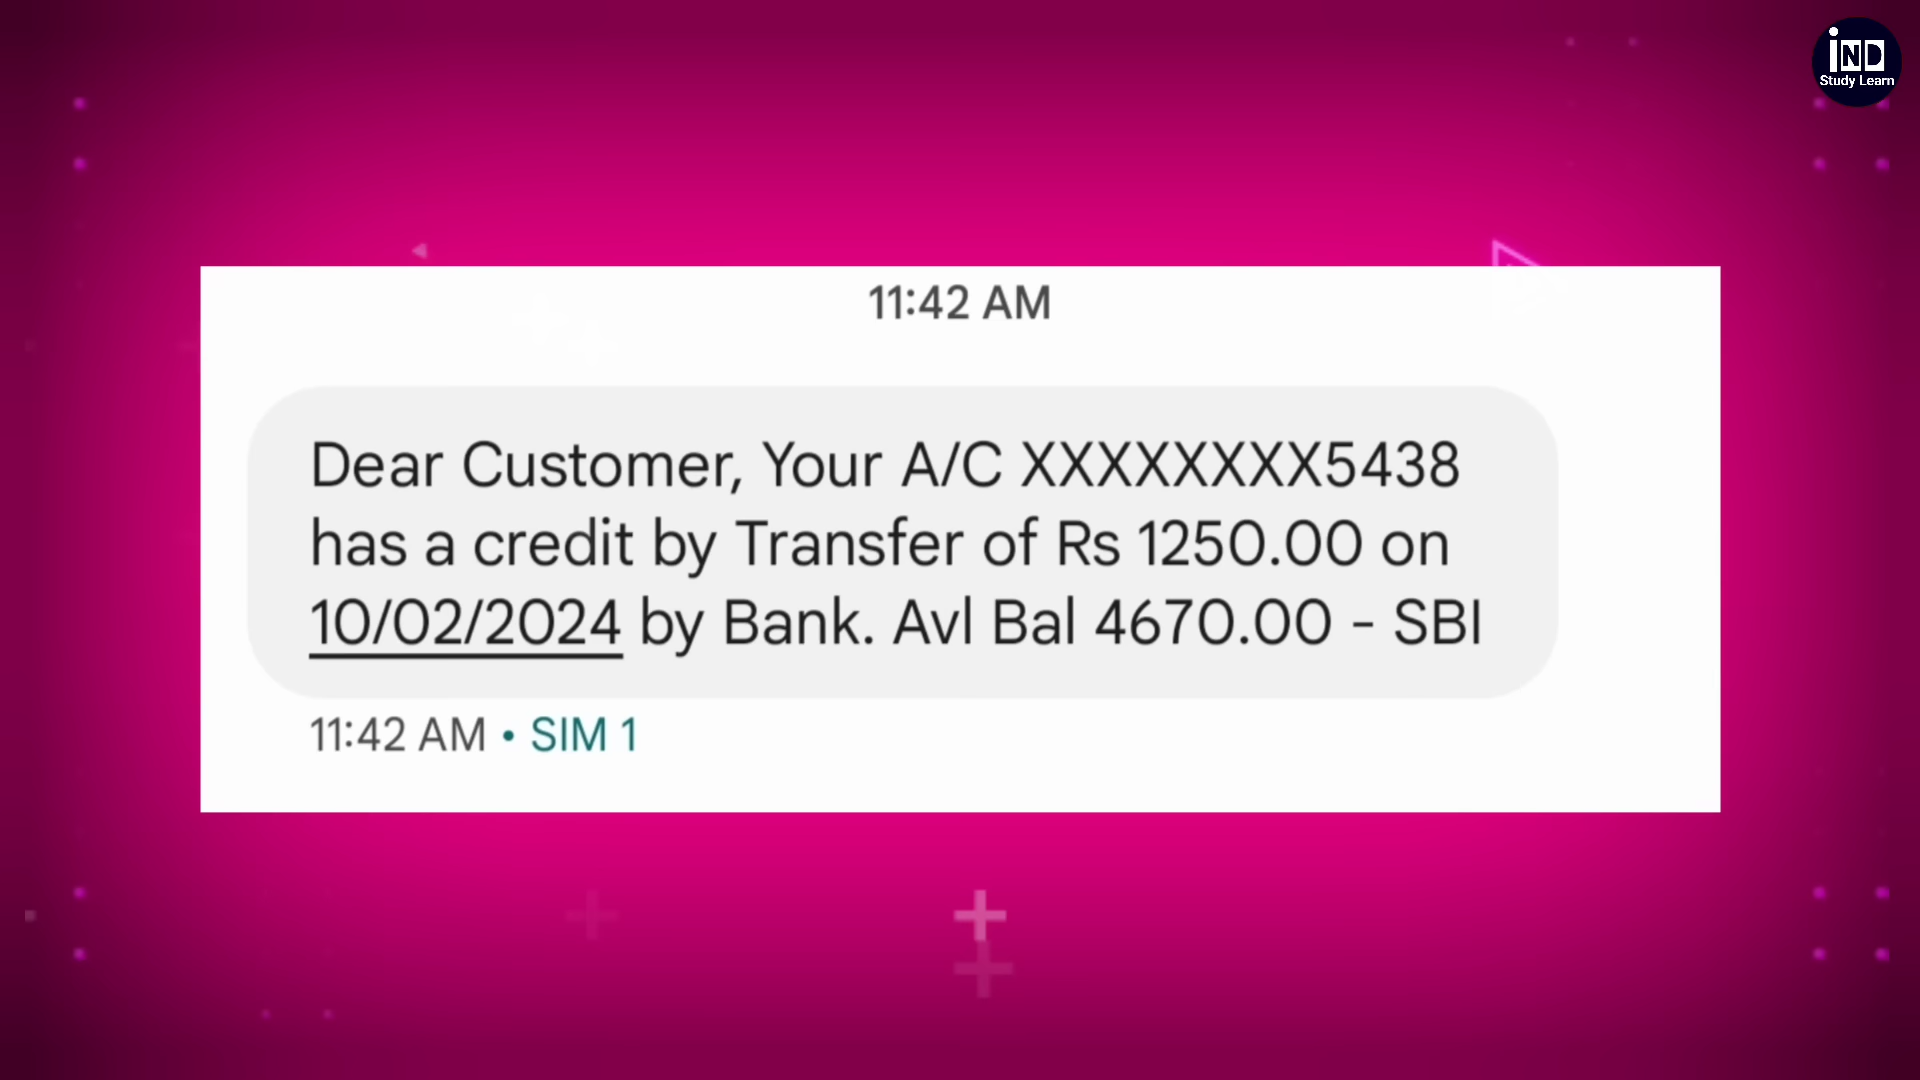 iND
Study Learn
11:42 AM
Dear Customer, Your A/C XXXXXXXX5438
has a credit by Transfer of Rs 1250.00 on
10/02/2024 by Bank. Avl Bal 4670.00 - SBI
11:42 AM • SIM 1